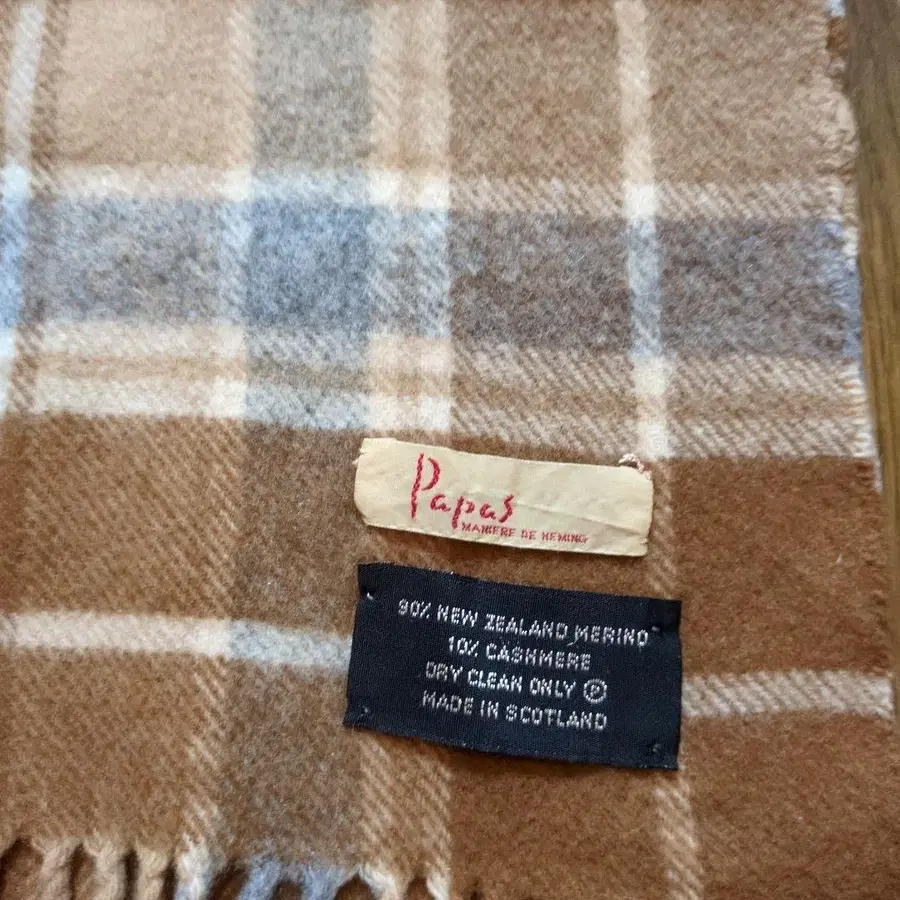 Papas
MANIERE DE HEMING
90% NEW ZEALAND MERINO
10% CASHMERE
DRY CLEAN ONLY Ⓟ
MADE IN SCOTLAND